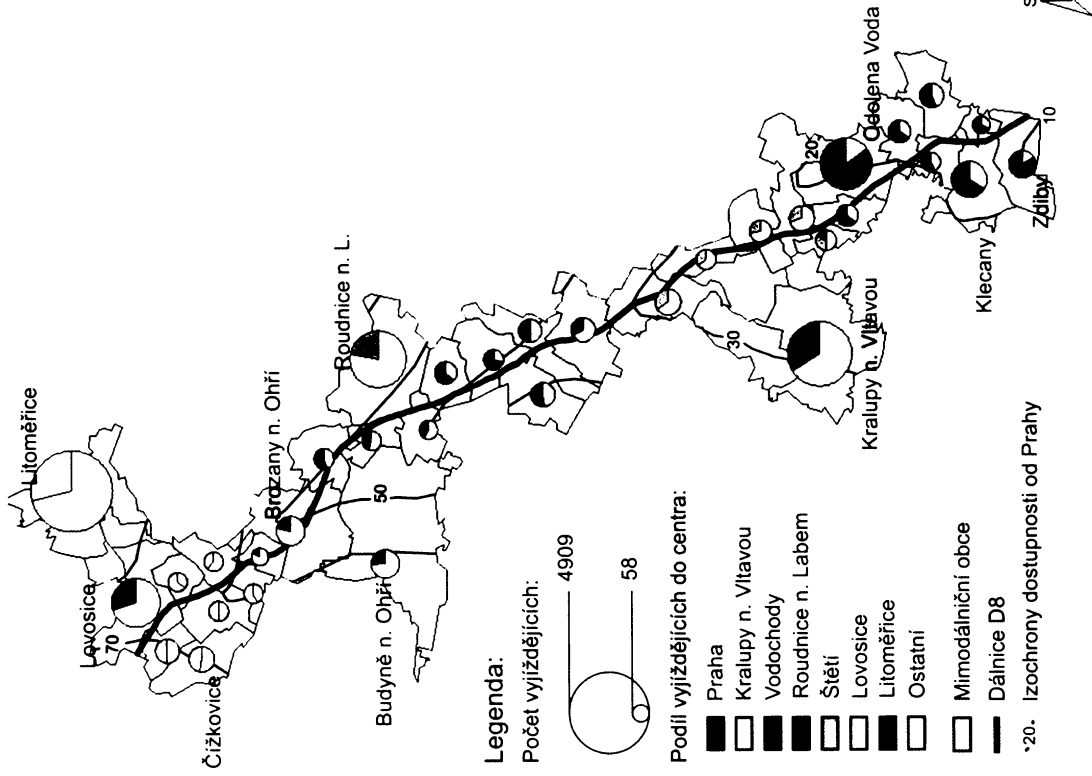 Litoměřice
Lovosice
70
Čížkovice
Brozany n. Ohří
Roudnice n. L.
50
Budyně n. Ohří
Kralupy n. Vltavou
30
20
Odolena Voda
Klecany
Zdiby
10
S
Legenda:
Počet vyjíždějících:
4909
58
Podíl vyjíždějících do centra:
Praha
Kralupy n. Vltavou
Vodochody
Roudnice n. Labem
Štětí
Lovosice
Litoměřice
Ostatní
Mimodálniční obce
Dálnice D8
20 Izochrony dostupnosti od Prahy